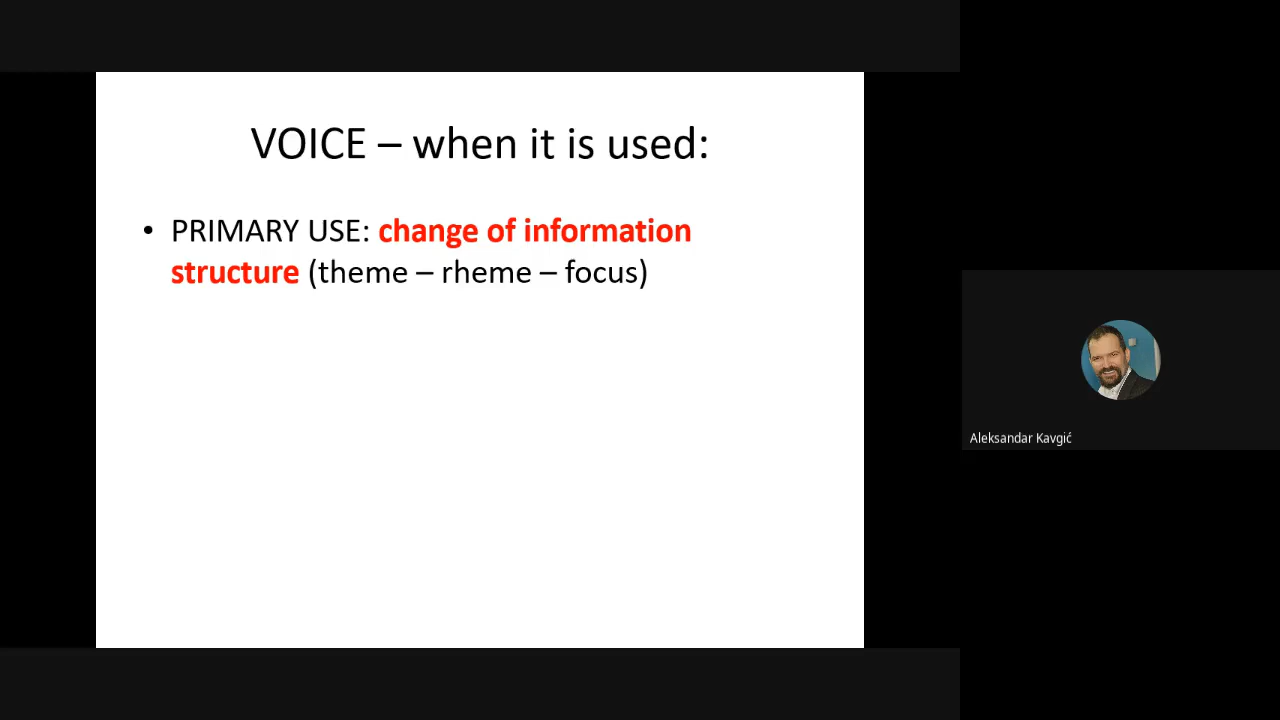 VOICE – when it is used:
• PRIMARY USE: change of information
structure (theme – rheme – focus)
Aleksandar Kavgić